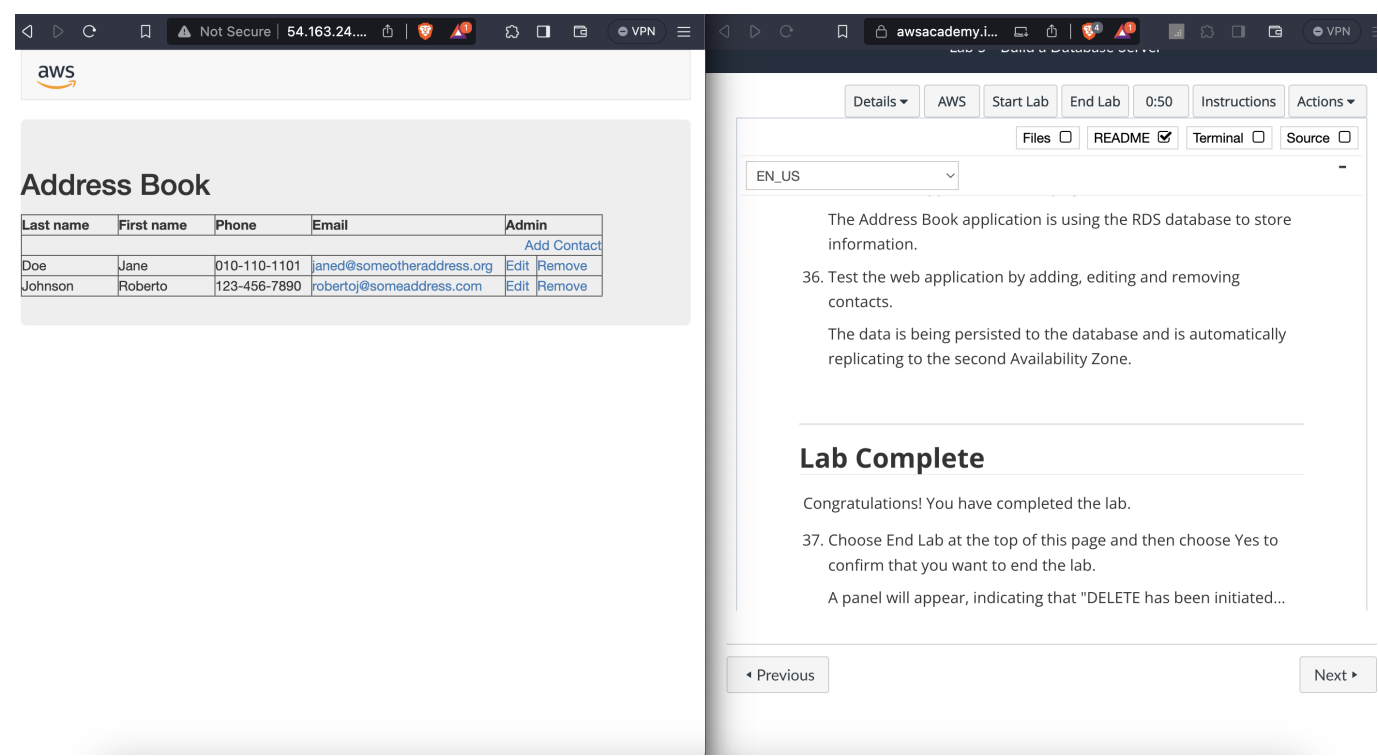 Not Secure 54.163.24.... 1 VPN
aws
Address Book
Last name First name Phone Email Admin
Add Contact
Doe Jane 010-110-1101 janed@someotheraddress.org Edit Remove
Johnson Roberto 123-456-7890 robertoj@someaddress.com Edit Remove
awsacademy.i... 4 1 VPN
Details AWS Start Lab End Lab 0:50 Instructions Actions
Files README Terminal Source
EN_US
The Address Book application is using the RDS database to store
information.
36. Test the web application by adding, editing and removing
contacts.
The data is being persisted to the database and is automatically
replicating to the second Availability Zone.
Lab Complete
Congratulations! You have completed the lab.
37. Choose End Lab at the top of this page and then choose Yes to
confirm that you want to end the lab.
A panel will appear, indicating that "DELETE has been initiated...
Previous Next